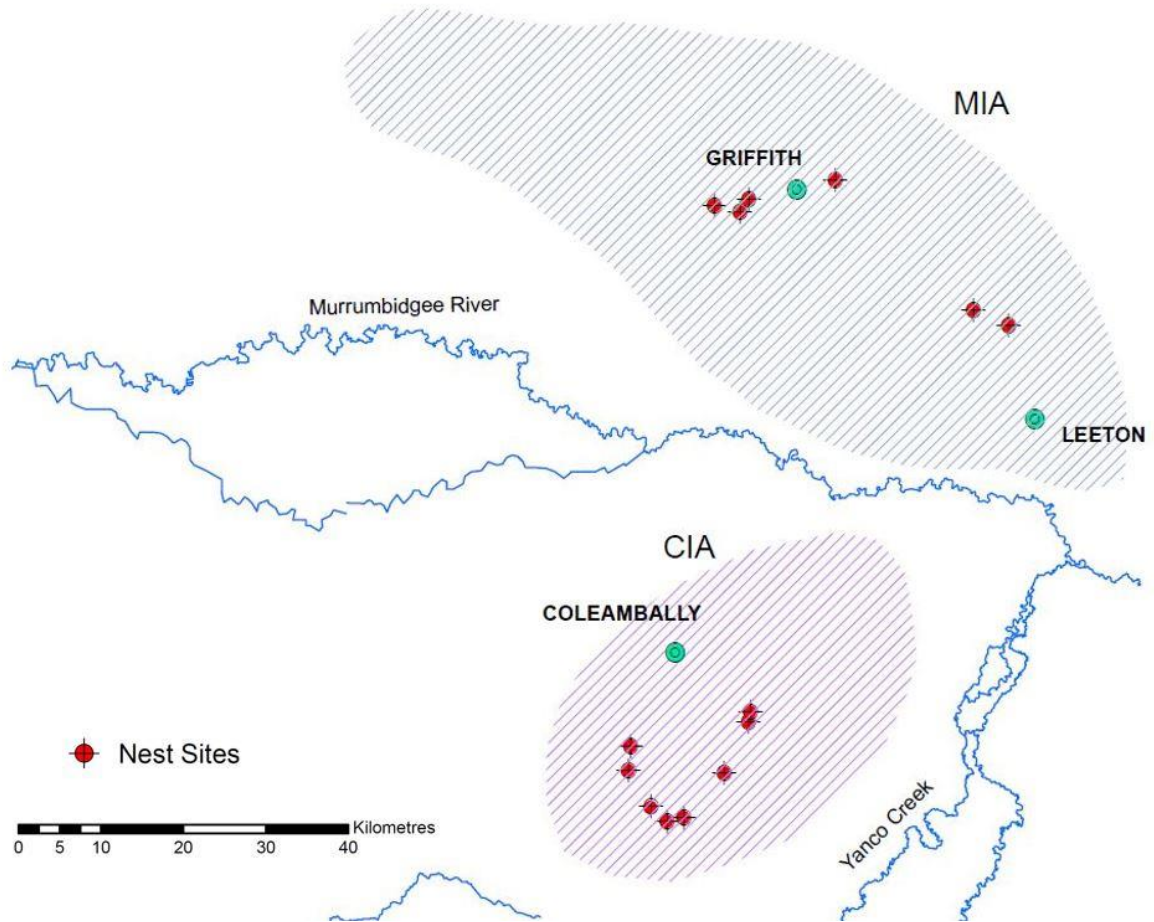 MIA
GRIFFITH
Murrumbidgee River
LEETON
CIA
COLEAMBALLY
Nest Sites
Yanco Creek
Kilometres
0 5 10 20 30 40